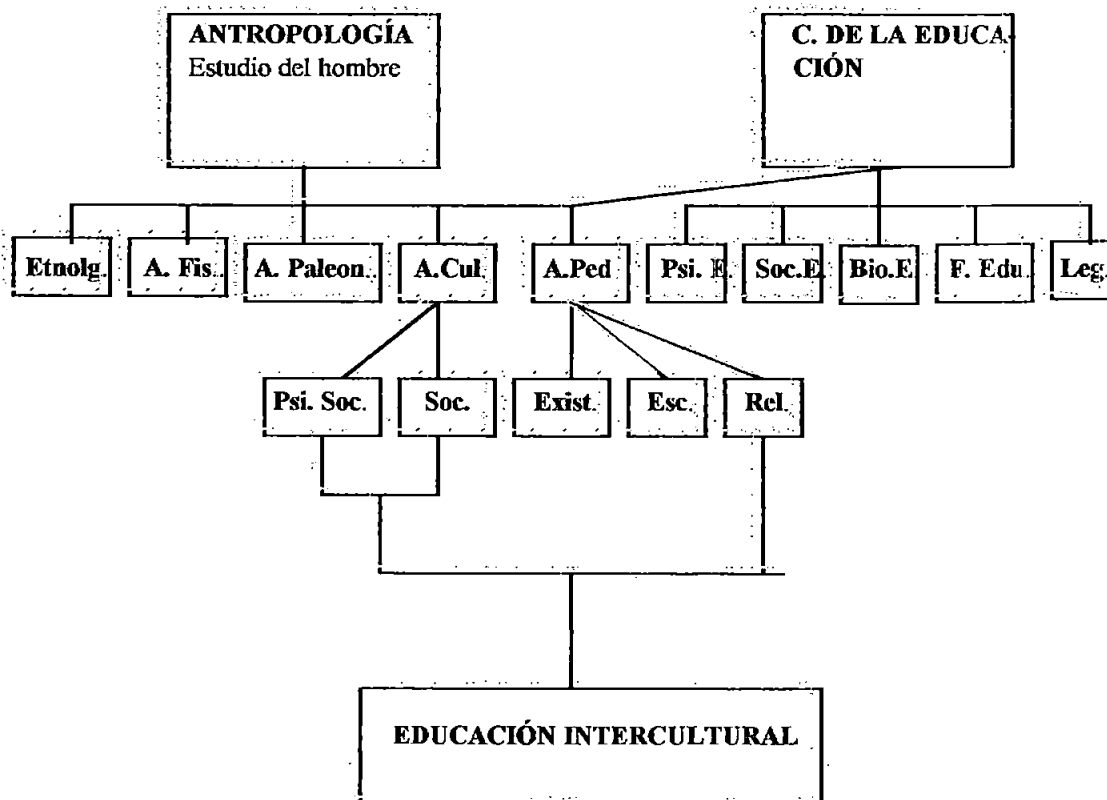 ANTROPOLOGÍA
Estudio del hombre
C. DE LA EDUCA-
CIÓN
Etnolg.
A. Fis.
A. Paleon.
A.Cul.
A.Ped
Psi. E.
Soc.E.
Bio.E.
F. Edu.
Leg.
Psi. Soc.
Soc.
Exist.
Esc.
Rel.
EDUCACIÓN INTERCULTURAL